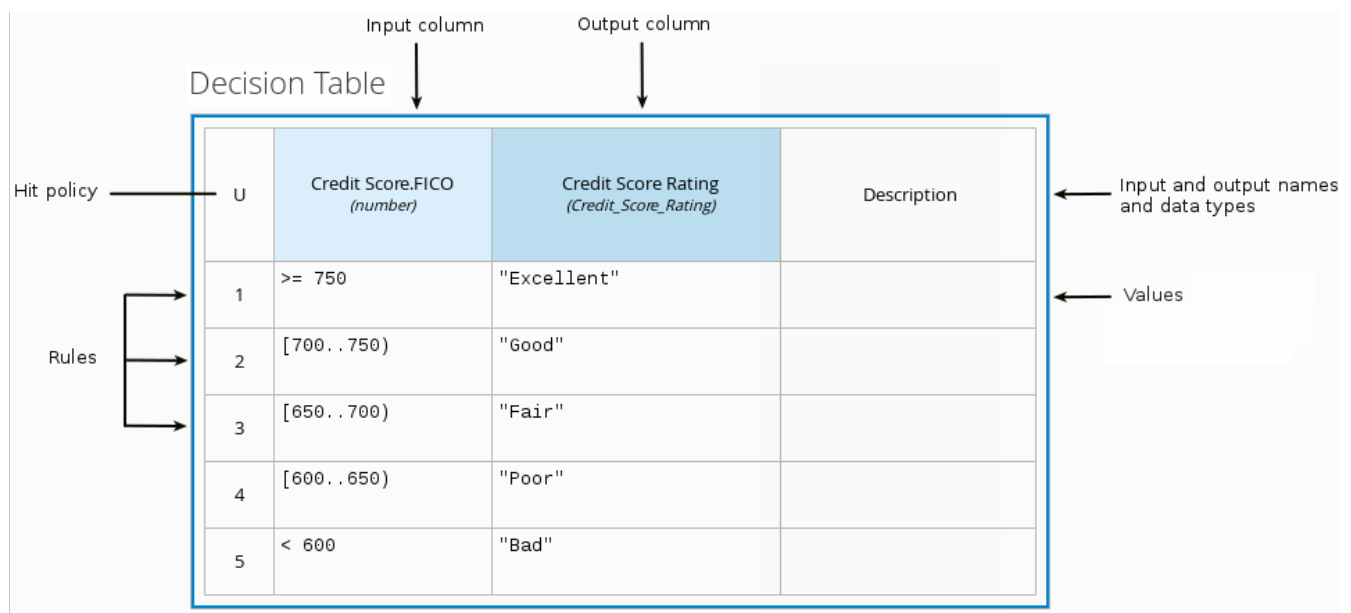 Input column
Output column
Decision Table
Hit policy
U
Credit Score.FICO
(number)
Credit Score Rating
(Credit_Score_Rating)
Description
Input and output names
and data types
1
>= 750
"Excellent"
Values
Rules
2
[700..750)
"Good"
3
[650..700)
"Fair"
4
[600..650)
"Poor"
5
< 600
"Bad"